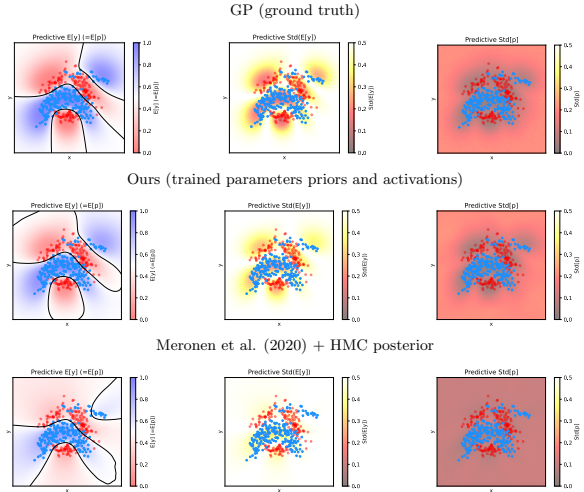 GP (ground truth)
Predictive E[y] (=E[p])
Predictive Std(E[y])
Predictive Std[p]
y
x
1.0
0.8
0.6
0.4
0.2
0.0
E[y] (=E[p])
y
x
0.5
0.4
0.3
0.2
0.1
0.0
Std(E[y])
y
x
0.5
0.4
0.3
0.2
0.1
0.0
Std[p]
Ours (trained parameters priors and activations)
Predictive E[y] (=E[p])
Predictive Std(E[y])
Predictive Std[p]
y
x
1.0
0.8
0.6
0.4
0.2
0.0
E[y] (=E[p])
y
x
0.5
0.4
0.3
0.2
0.1
0.0
Std(E[y])
y
x
0.5
0.4
0.3
0.2
0.1
0.0
Std[p]
Meronen et al. (2020) + HMC posterior
Predictive E[y] (=E[p])
Predictive Std(E[y])
Predictive Std[p]
y
x
1.0
0.8
0.6
0.4
0.2
0.0
E[y] (=E[p])
y
x
0.5
0.4
0.3
0.2
0.1
0.0
Std(E[y])
y
x
0.5
0.4
0.3
0.2
0.1
0.0
Std[p]